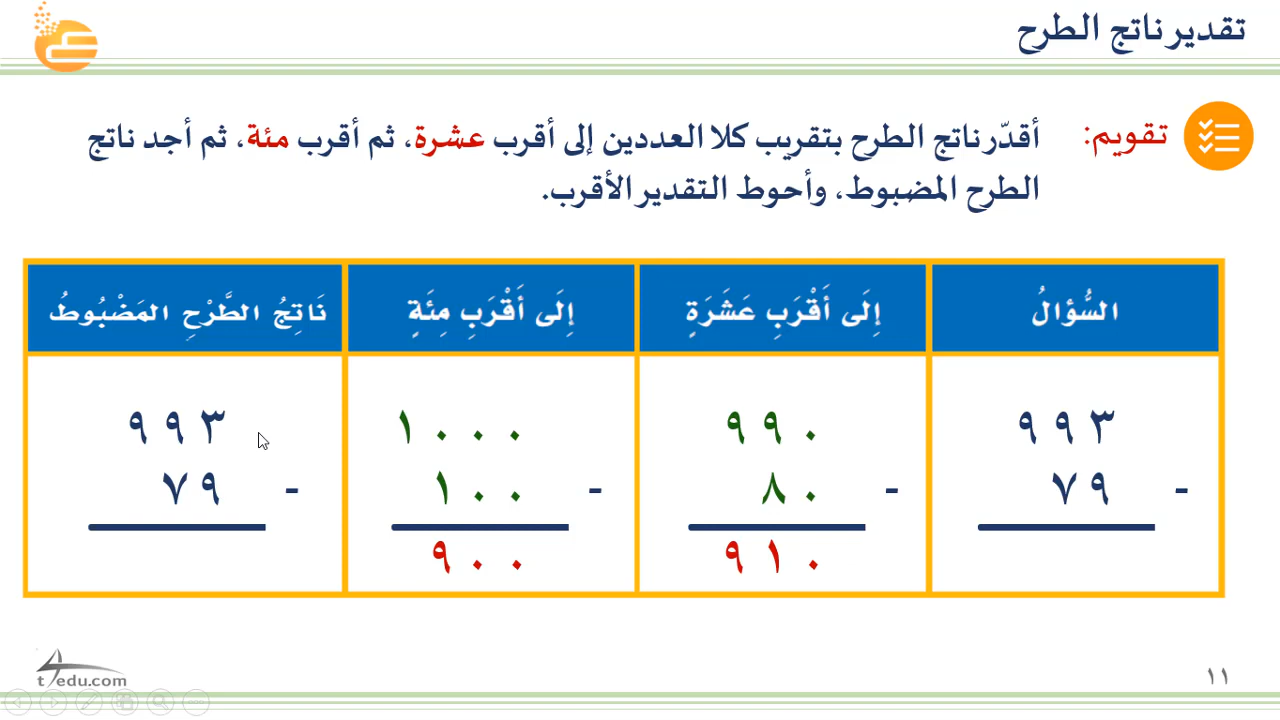 تقدير ناتج الطرح
تقويم:
أقدّر ناتج الطرح بتقريب كلا العددين إلى أقرب عشرة، ثم أقرب مئة، ثم أجد ناتج
الطرح المضبوط، وأحوط التقدير الأقرب.
السُّؤالُ
إِلَى أَقْرَبِ عَشَرَةٍ
إِلَى أَقْرَبِ مِئَةٍ
نَاتِجُ الطَّرْحِ المَضْبُوطُ
٩٩٣
- ٧٩
٩٩٠
- ٨٠
٩١٠
١٠٠٠
- ١٠٠
٩٠٠
٩٩٣
- ٧٩
t4edu.com
١١